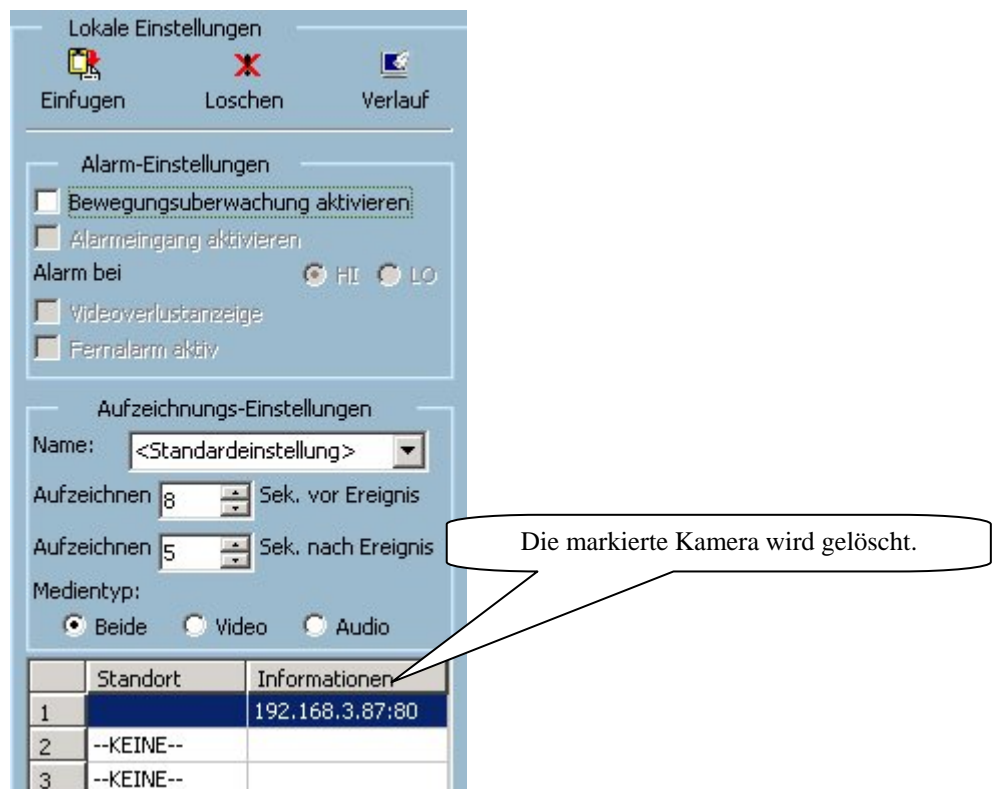 Lokale Einstellungen
Einfugen Loschen Verlauf
Alarm-Einstellungen
Bewegungsuberwachung aktivieren
Alarmeingang aktivieren
Alarm bei HI LO
Videoverlustanzeige
Fernalarm aktiv
Aufzeichnungs-Einstellungen
Name: <Standardeinstellung>
Aufzeichnen 8 Sek. vor Ereignis
Aufzeichnen 5 Sek. nach Ereignis
Die markierte Kamera wird gelöscht.
Medientyp:
Beide Video Audio
Standort Informationen
1 192.168.3.87:80
2 --KEINE--
3 --KEINE--